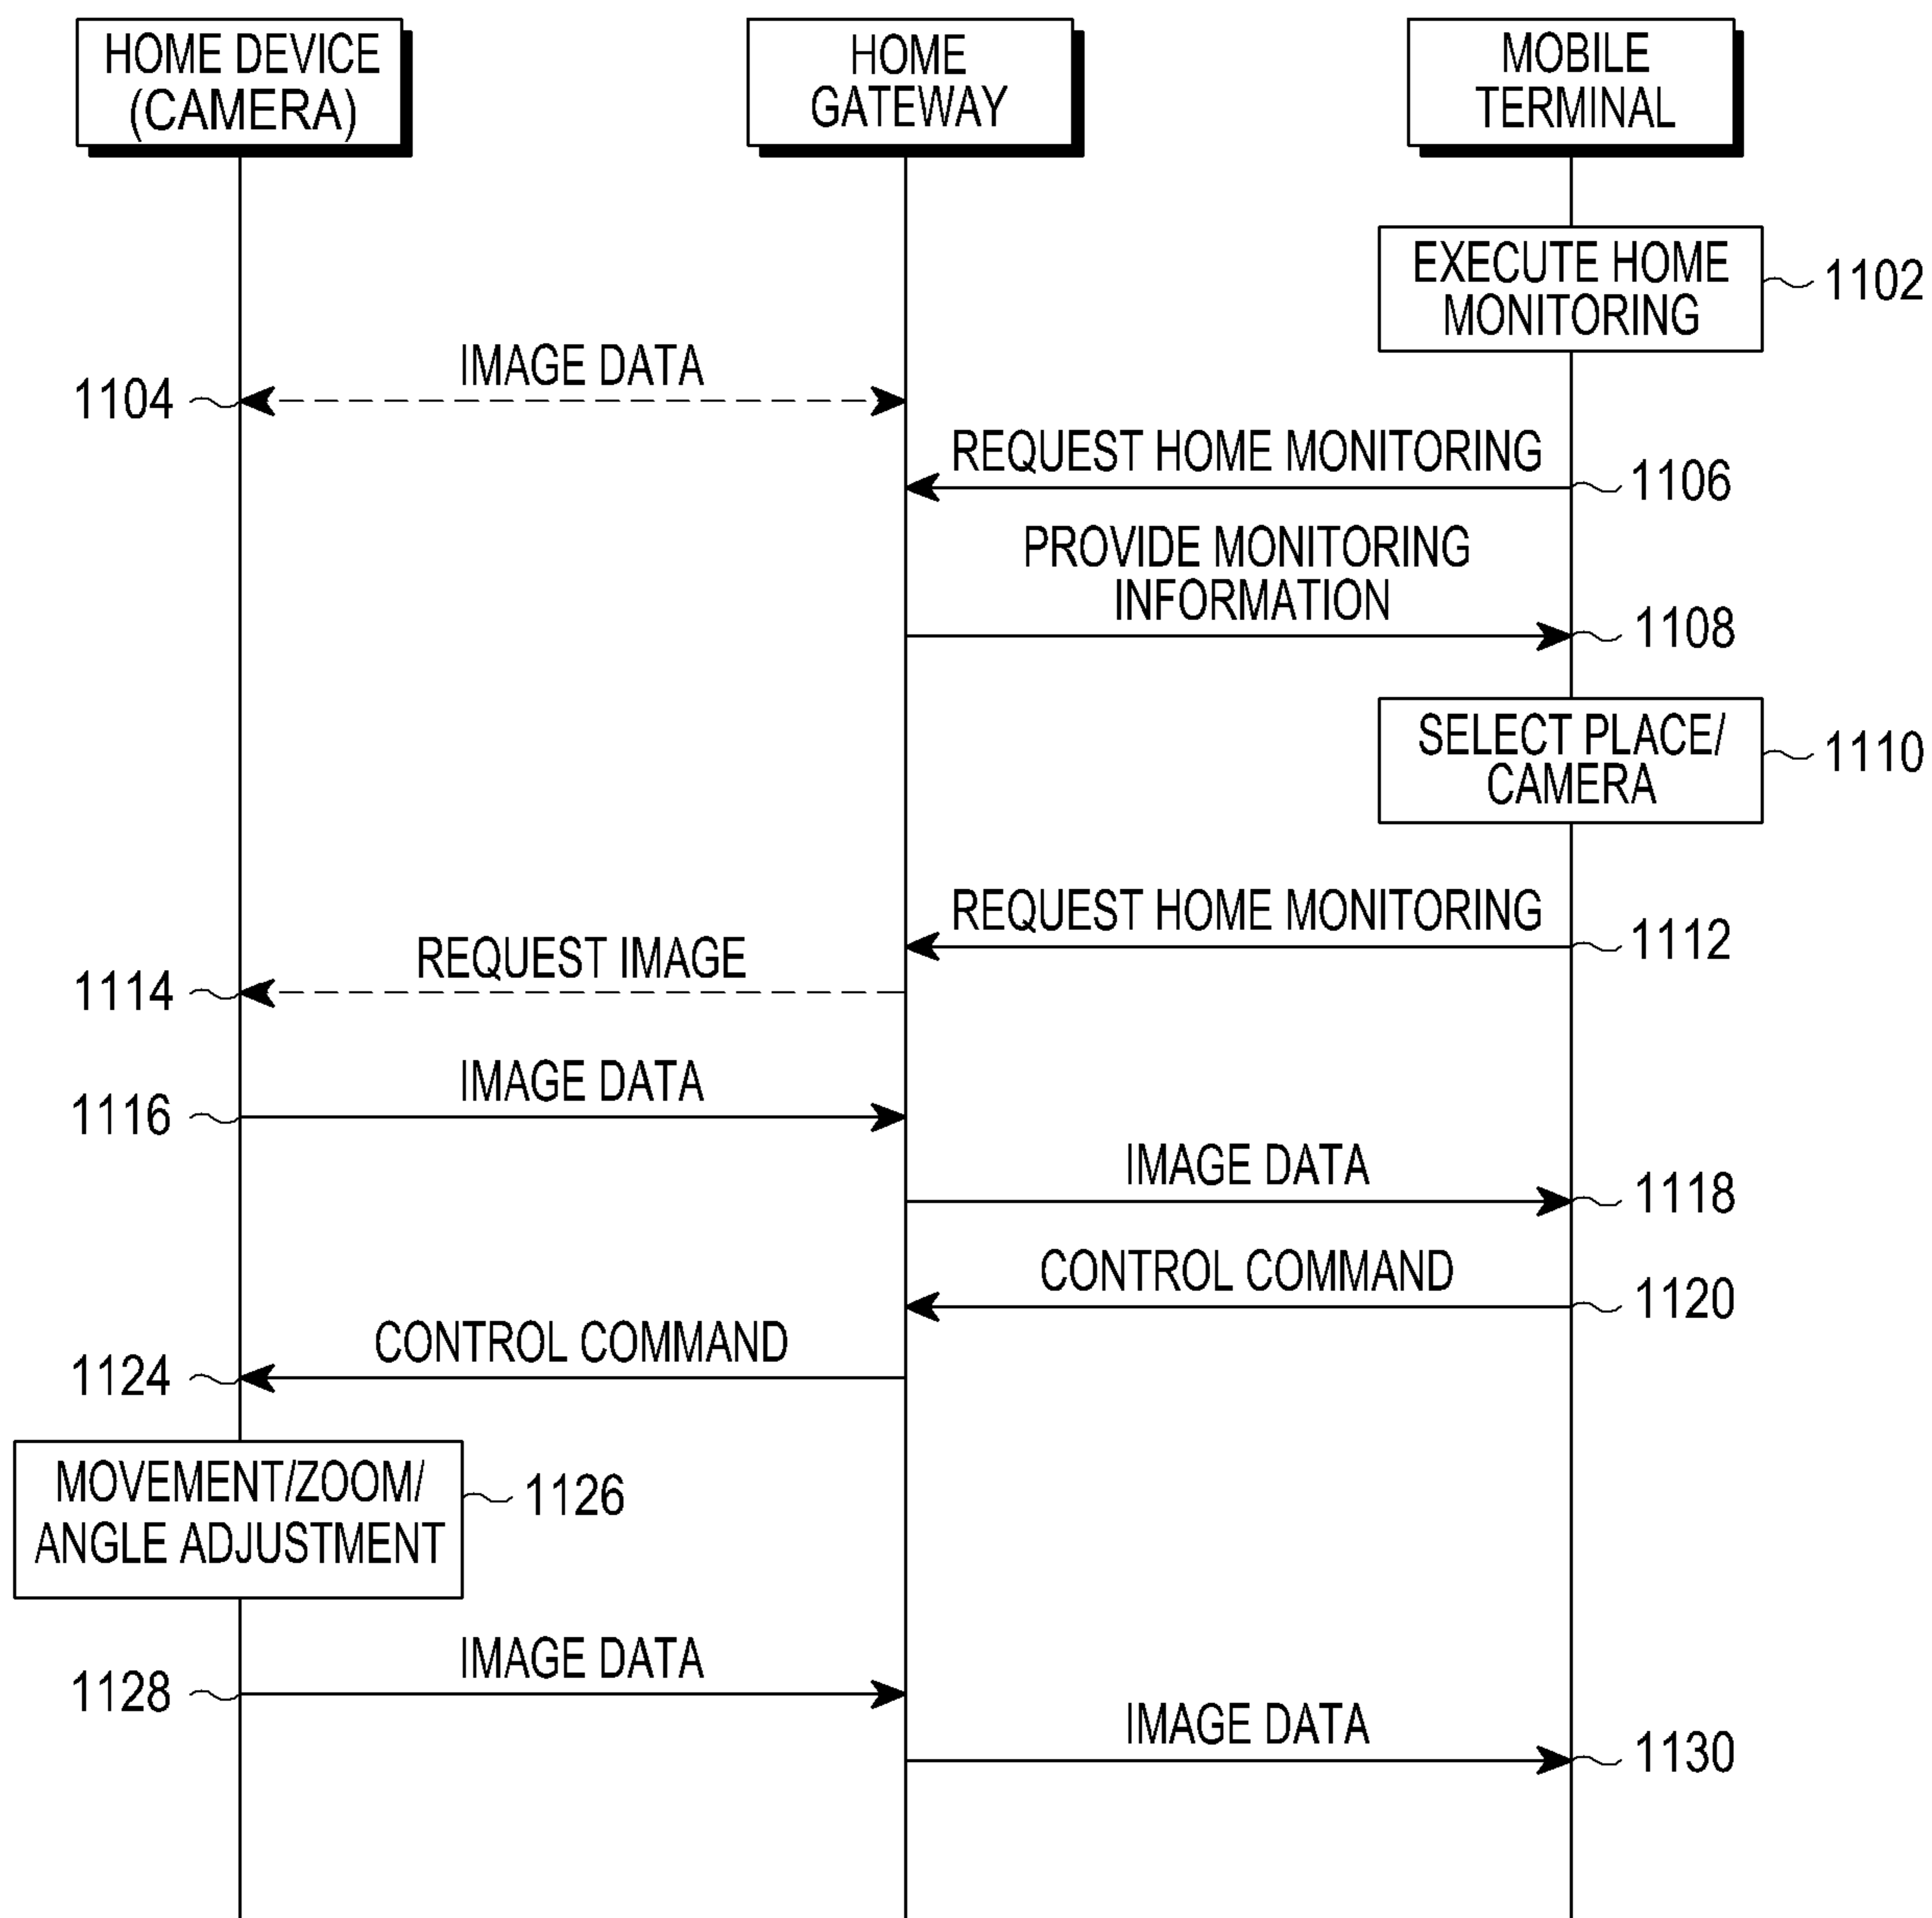 HOME DEVICE
(CAMERA)
HOME
GATEWAY
MOBILE
TERMINAL
EXECUTE HOME
MONITORING
1102
IMAGE DATA
1104
REQUEST HOME MONITORING
1106
PROVIDE MONITORING
INFORMATION
1108
SELECT PLACE/
CAMERA
1110
REQUEST HOME MONITORING
1112
REQUEST IMAGE
1114
IMAGE DATA
1116
IMAGE DATA
1118
CONTROL COMMAND
1120
CONTROL COMMAND
1124
MOVEMENT/ZOOM/
ANGLE ADJUSTMENT
1126
IMAGE DATA
1128
IMAGE DATA
1130